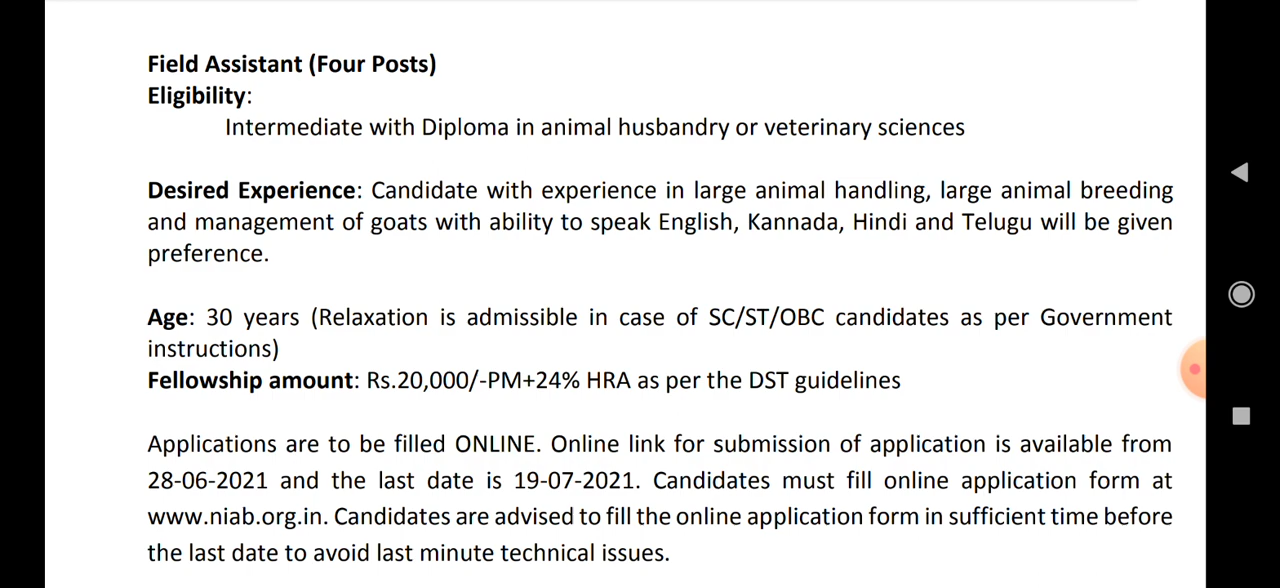 Field Assistant (Four Posts)
Eligibility:
Intermediate with Diploma in animal husbandry or veterinary sciences
Desired Experience: Candidate with experience in large animal handling, large animal breeding
and management of goats with ability to speak English, Kannada, Hindi and Telugu will be given
preference.
Age: 30 years (Relaxation is admissible in case of SC/ST/OBC candidates as per Government
instructions)
Fellowship amount: Rs.20,000/-PM+24% HRA as per the DST guidelines
Applications are to be filled ONLINE. Online link for submission of application is available from
28-06-2021 and the last date is 19-07-2021. Candidates must fill online application form at
www.niab.org.in. Candidates are advised to fill the online application form in sufficient time before
the last date to avoid last minute technical issues.